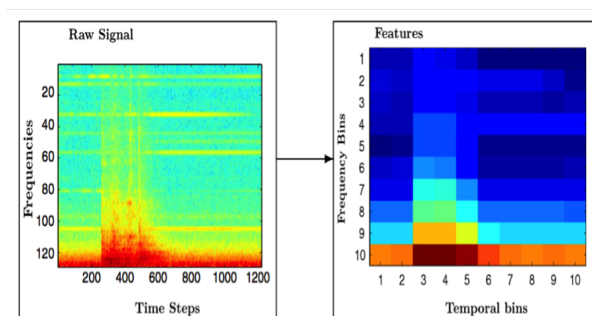 Raw Signal
Frequencies
20
40
60
80
100
120
200 400 600 800 1000 1200
Time Steps
Features
Frequency Bins
1
2
3
4
5
6
7
8
9
10
1 2 3 4 5 6 7 8 9 10
Temporal bins